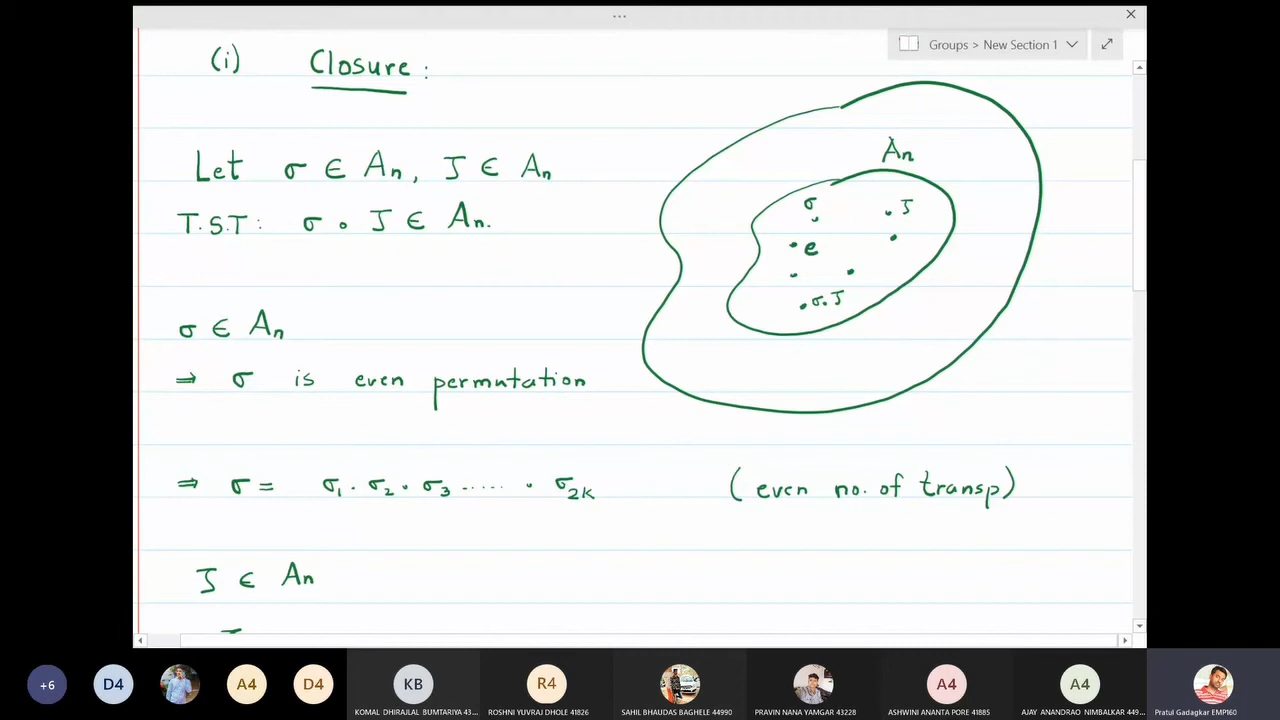 Groups > New Section 1
(i) Closure:
Let σ ∈ An, J ∈ An
T.S.T: σ ∘ J ∈ An.
An
σ
J
e
σ.J
σ ∈ An
⇒ σ is even permutation
⇒ σ = σ1 . σ2 . σ3 ..... . σ2K (even no. of transp)
J ∈ An
+6
D4
A4
D4
KB
R4
A4
A4
KOMAL DHIRAJLAL BUMTARIYA 43...
ROSHNI YUVRAJ DHOLE 41826
SAHIL BHAUDAS BAGHELE 44990
PRAVIN NANA YAMGAR 43228
ASHWINI ANANTA PORE 41885
AJAY ANANDRAO NIMBALKAR 449...
Pratul Gadagkar EMP160